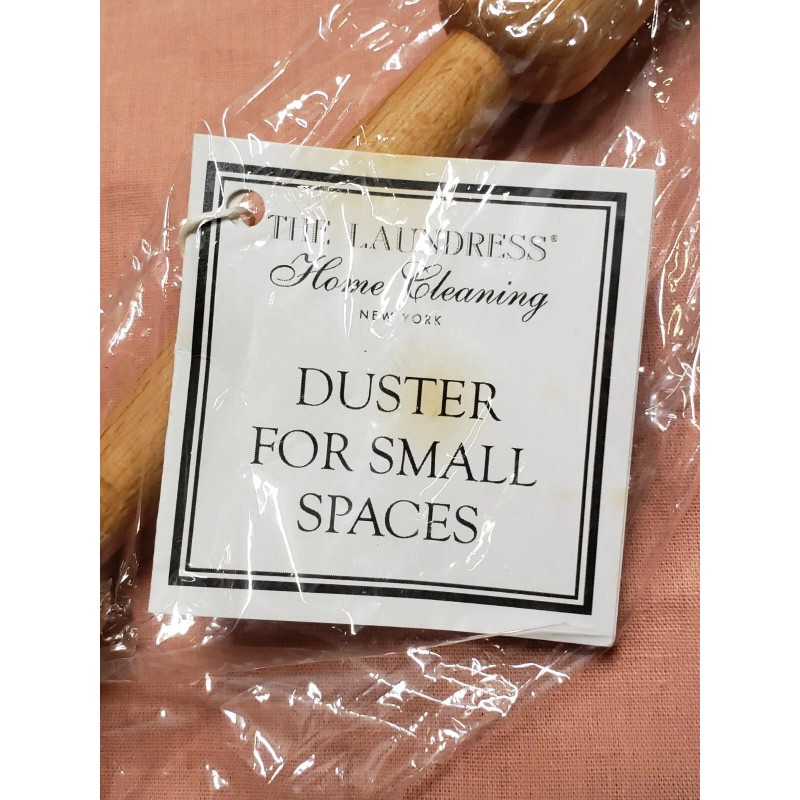 THE LAUNDRESS®
Home Cleaning
NEW YORK
DUSTER
FOR SMALL
SPACES